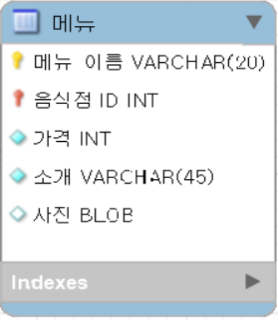 메뉴
메뉴 이름 VARCHAR(20)
음식점 ID INT
가격 INT
소개 VARCHAR(45)
사진 BLOB
Indexes